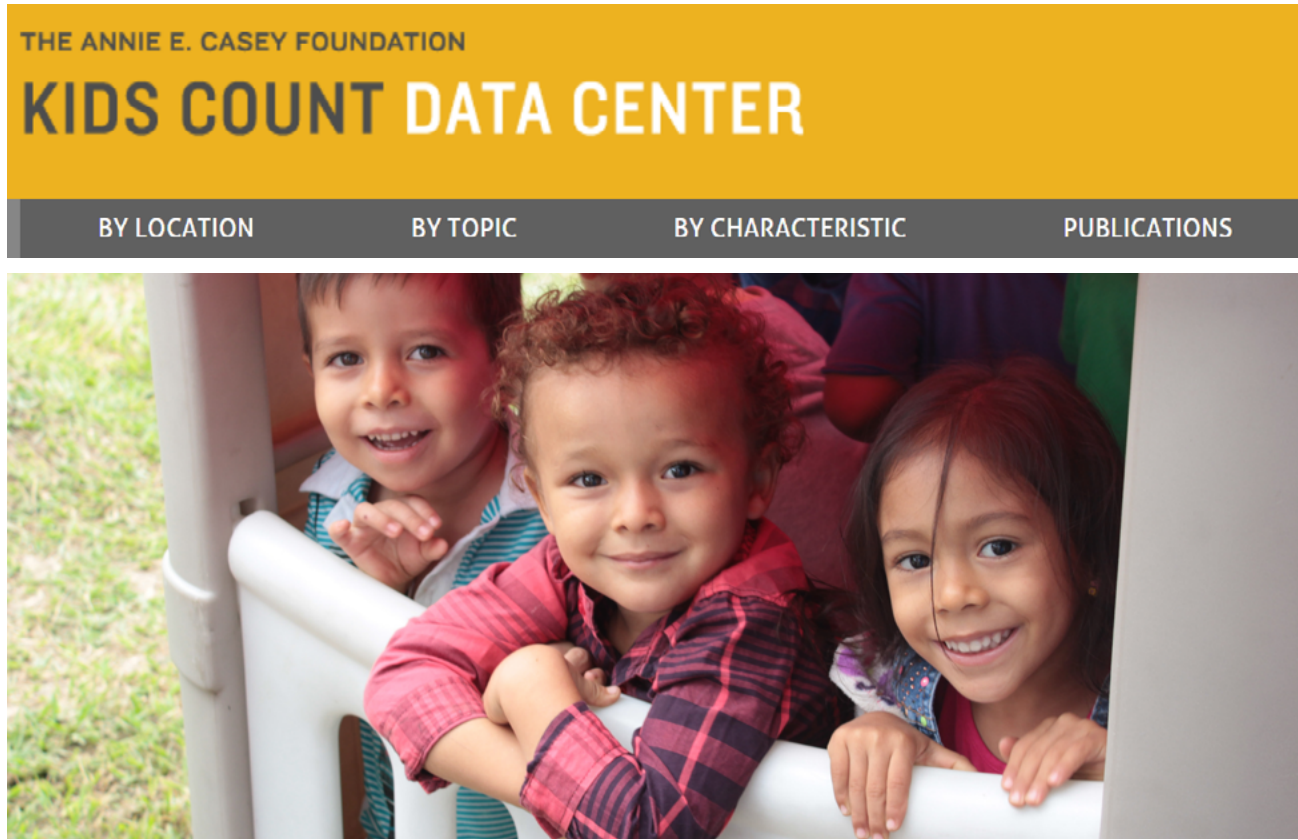 THE ANNIE E. CASEY FOUNDATION
KIDS COUNT DATA CENTER
BY LOCATION BY TOPIC BY CHARACTERISTIC PUBLICATIONS